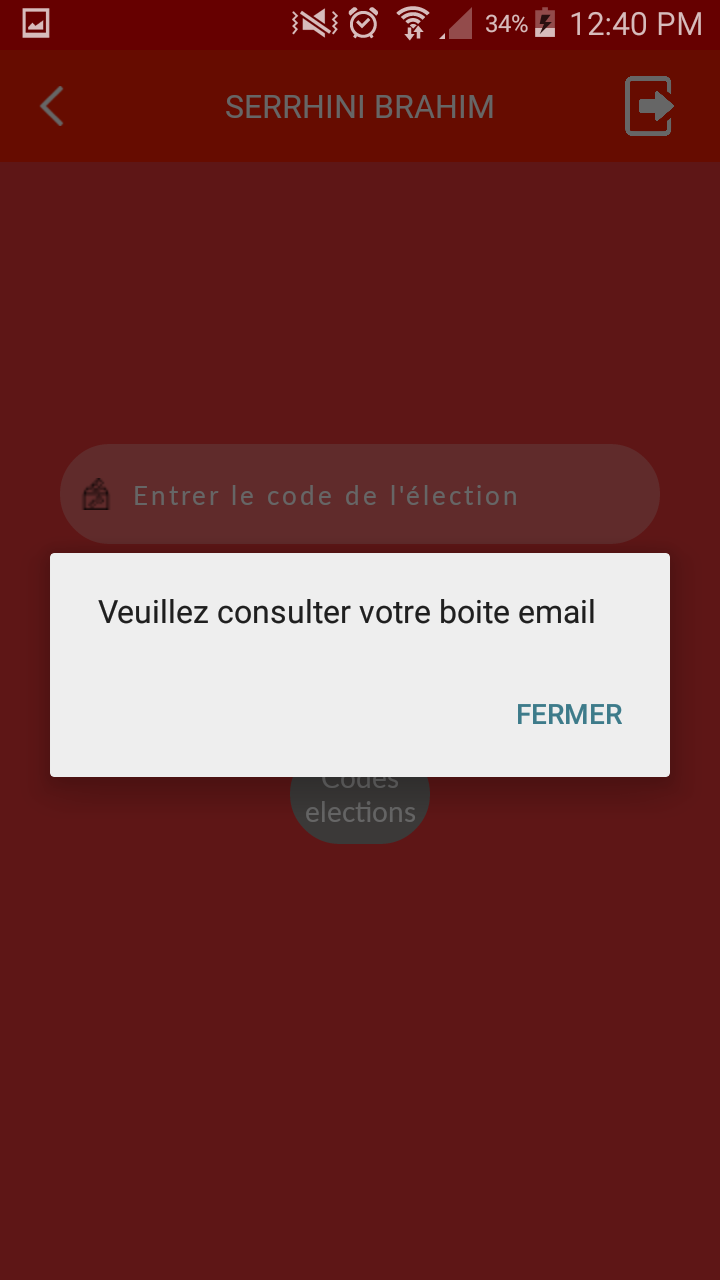 34% 12:40 PM
SERRHINI BRAHIM
Entrer le code de l'élection
Veuillez consulter votre boite email
FERMER
Codes
elections